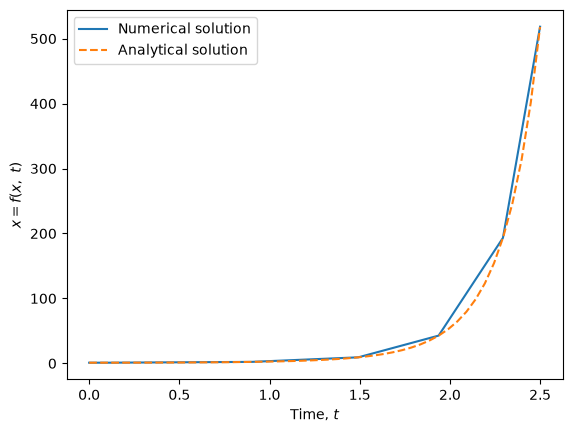 Numerical solution
Analytical solution
500
400
300
200
100
0
x = f(x, t)
0.0 0.5 1.0 1.5 2.0 2.5
Time, t